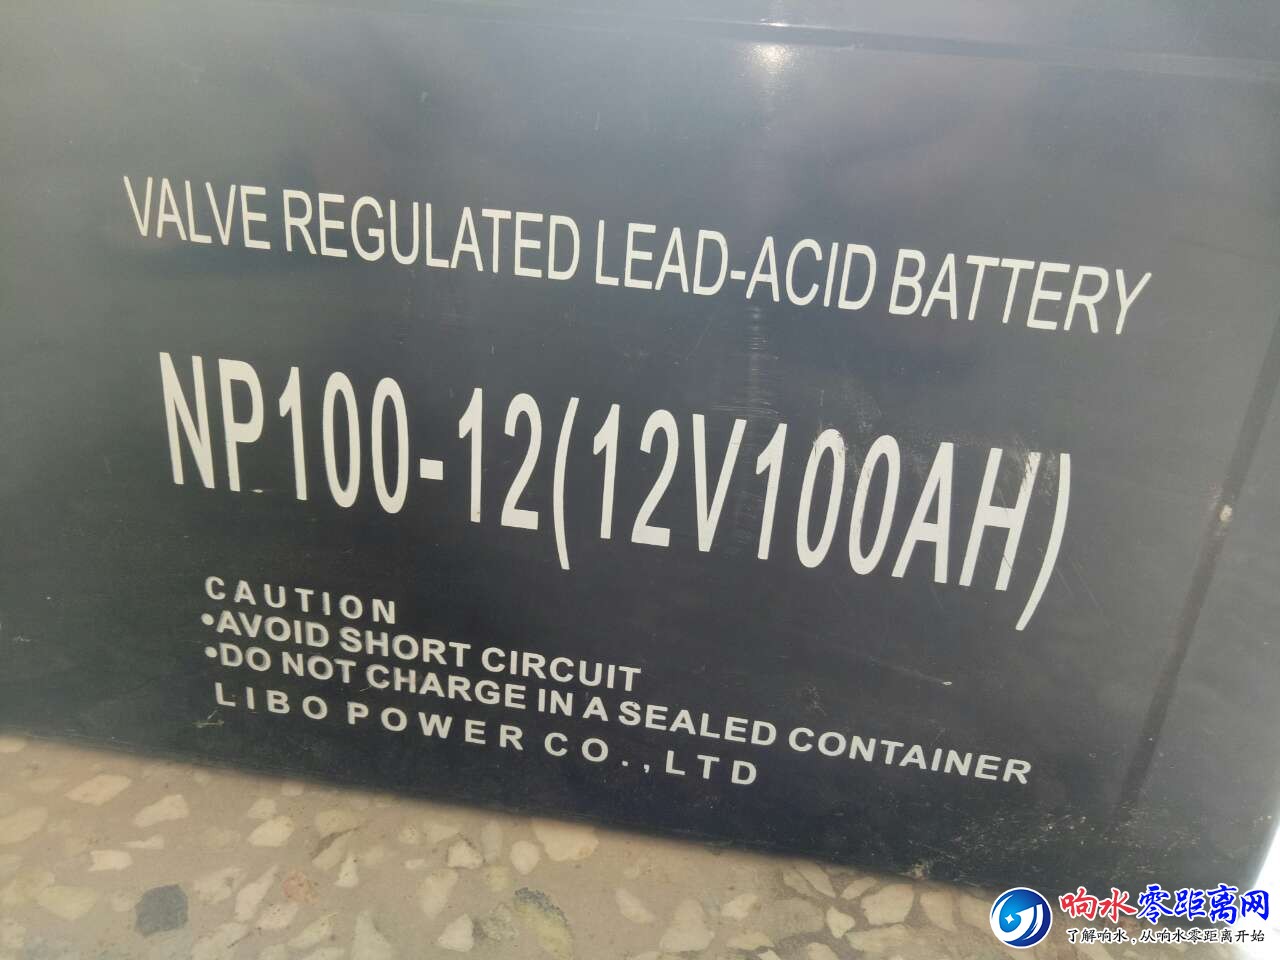 VALVE REGULATED LEAD-ACID BATTERY
NP100-12(12V100AH)
CAUTION
•AVOID SHORT CIRCUIT
•DO NOT CHARGE IN A SEALED CONTAINER
LIBO POWER CO.,LTD
响水零距离网
了解响水,从响水零距离开始